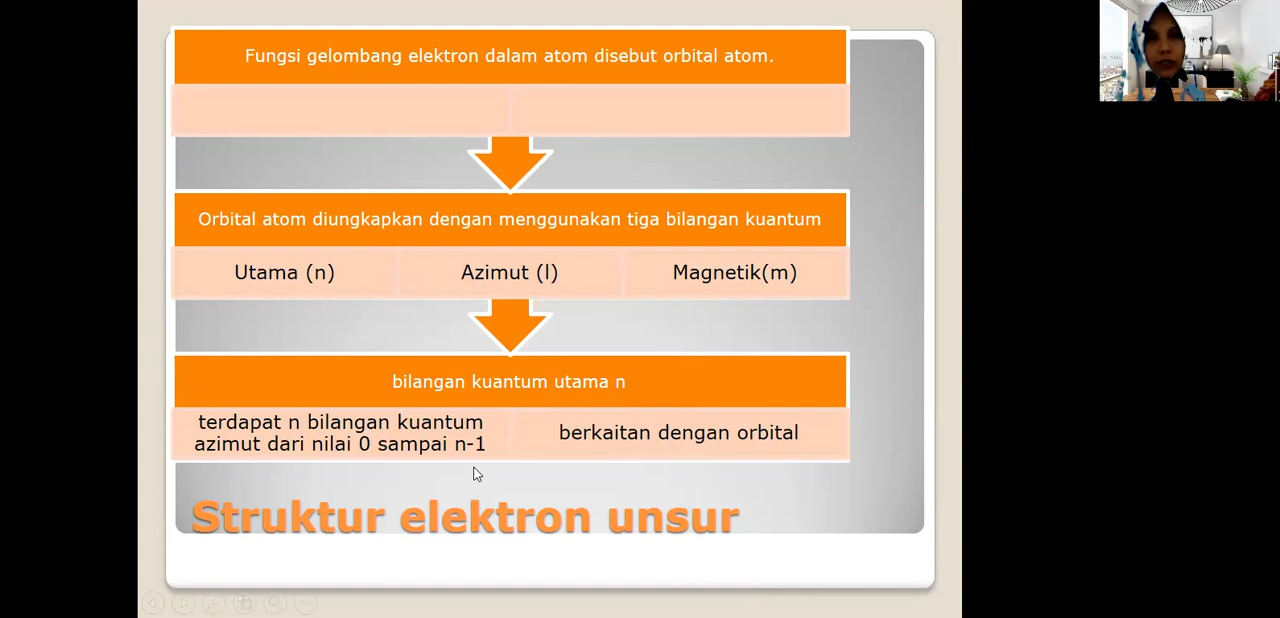 Fungsi gelombang elektron dalam atom disebut orbital atom.
Orbital atom diungkapkan dengan menggunakan tiga bilangan kuantum
Utama (n)
Azimut (l)
Magnetik(m)
bilangan kuantum utama n
terdapat n bilangan kuantum
azimut dari nilai 0 sampai n-1
berkaitan dengan orbital
Struktur elektron unsur